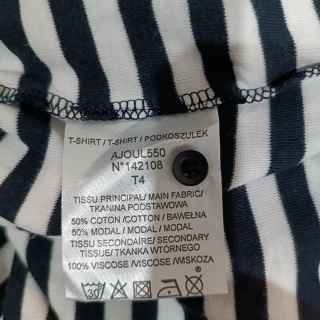 T-SHIRT / T-SHIRT / PODKOSZULEK
AJOUL550
N°142108
T4
TISSU PRINCIPAL / MAIN FABRIC/
TKANINA PODSTAWOWA
50% COTON /COTTON / BAWEŁNA
50% MODAL / MODAL / MODAL
TISSU SECONDAIRE/ SECONDARY
TISSUE/ TKANKA WTÓRNEGO
100% VISCOSE /VISCOSE /WISKOZA
30